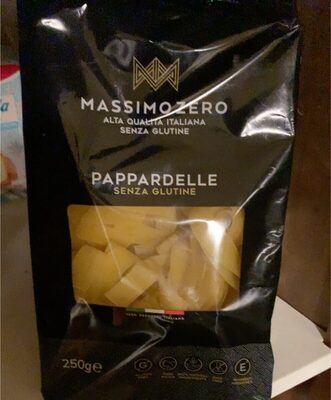 MASSIMOZERO
ALTA QUALITÀ ITALIANA
SENZA GLUTINE
PAPPARDELLE
SENZA GLUTINE
250g℮